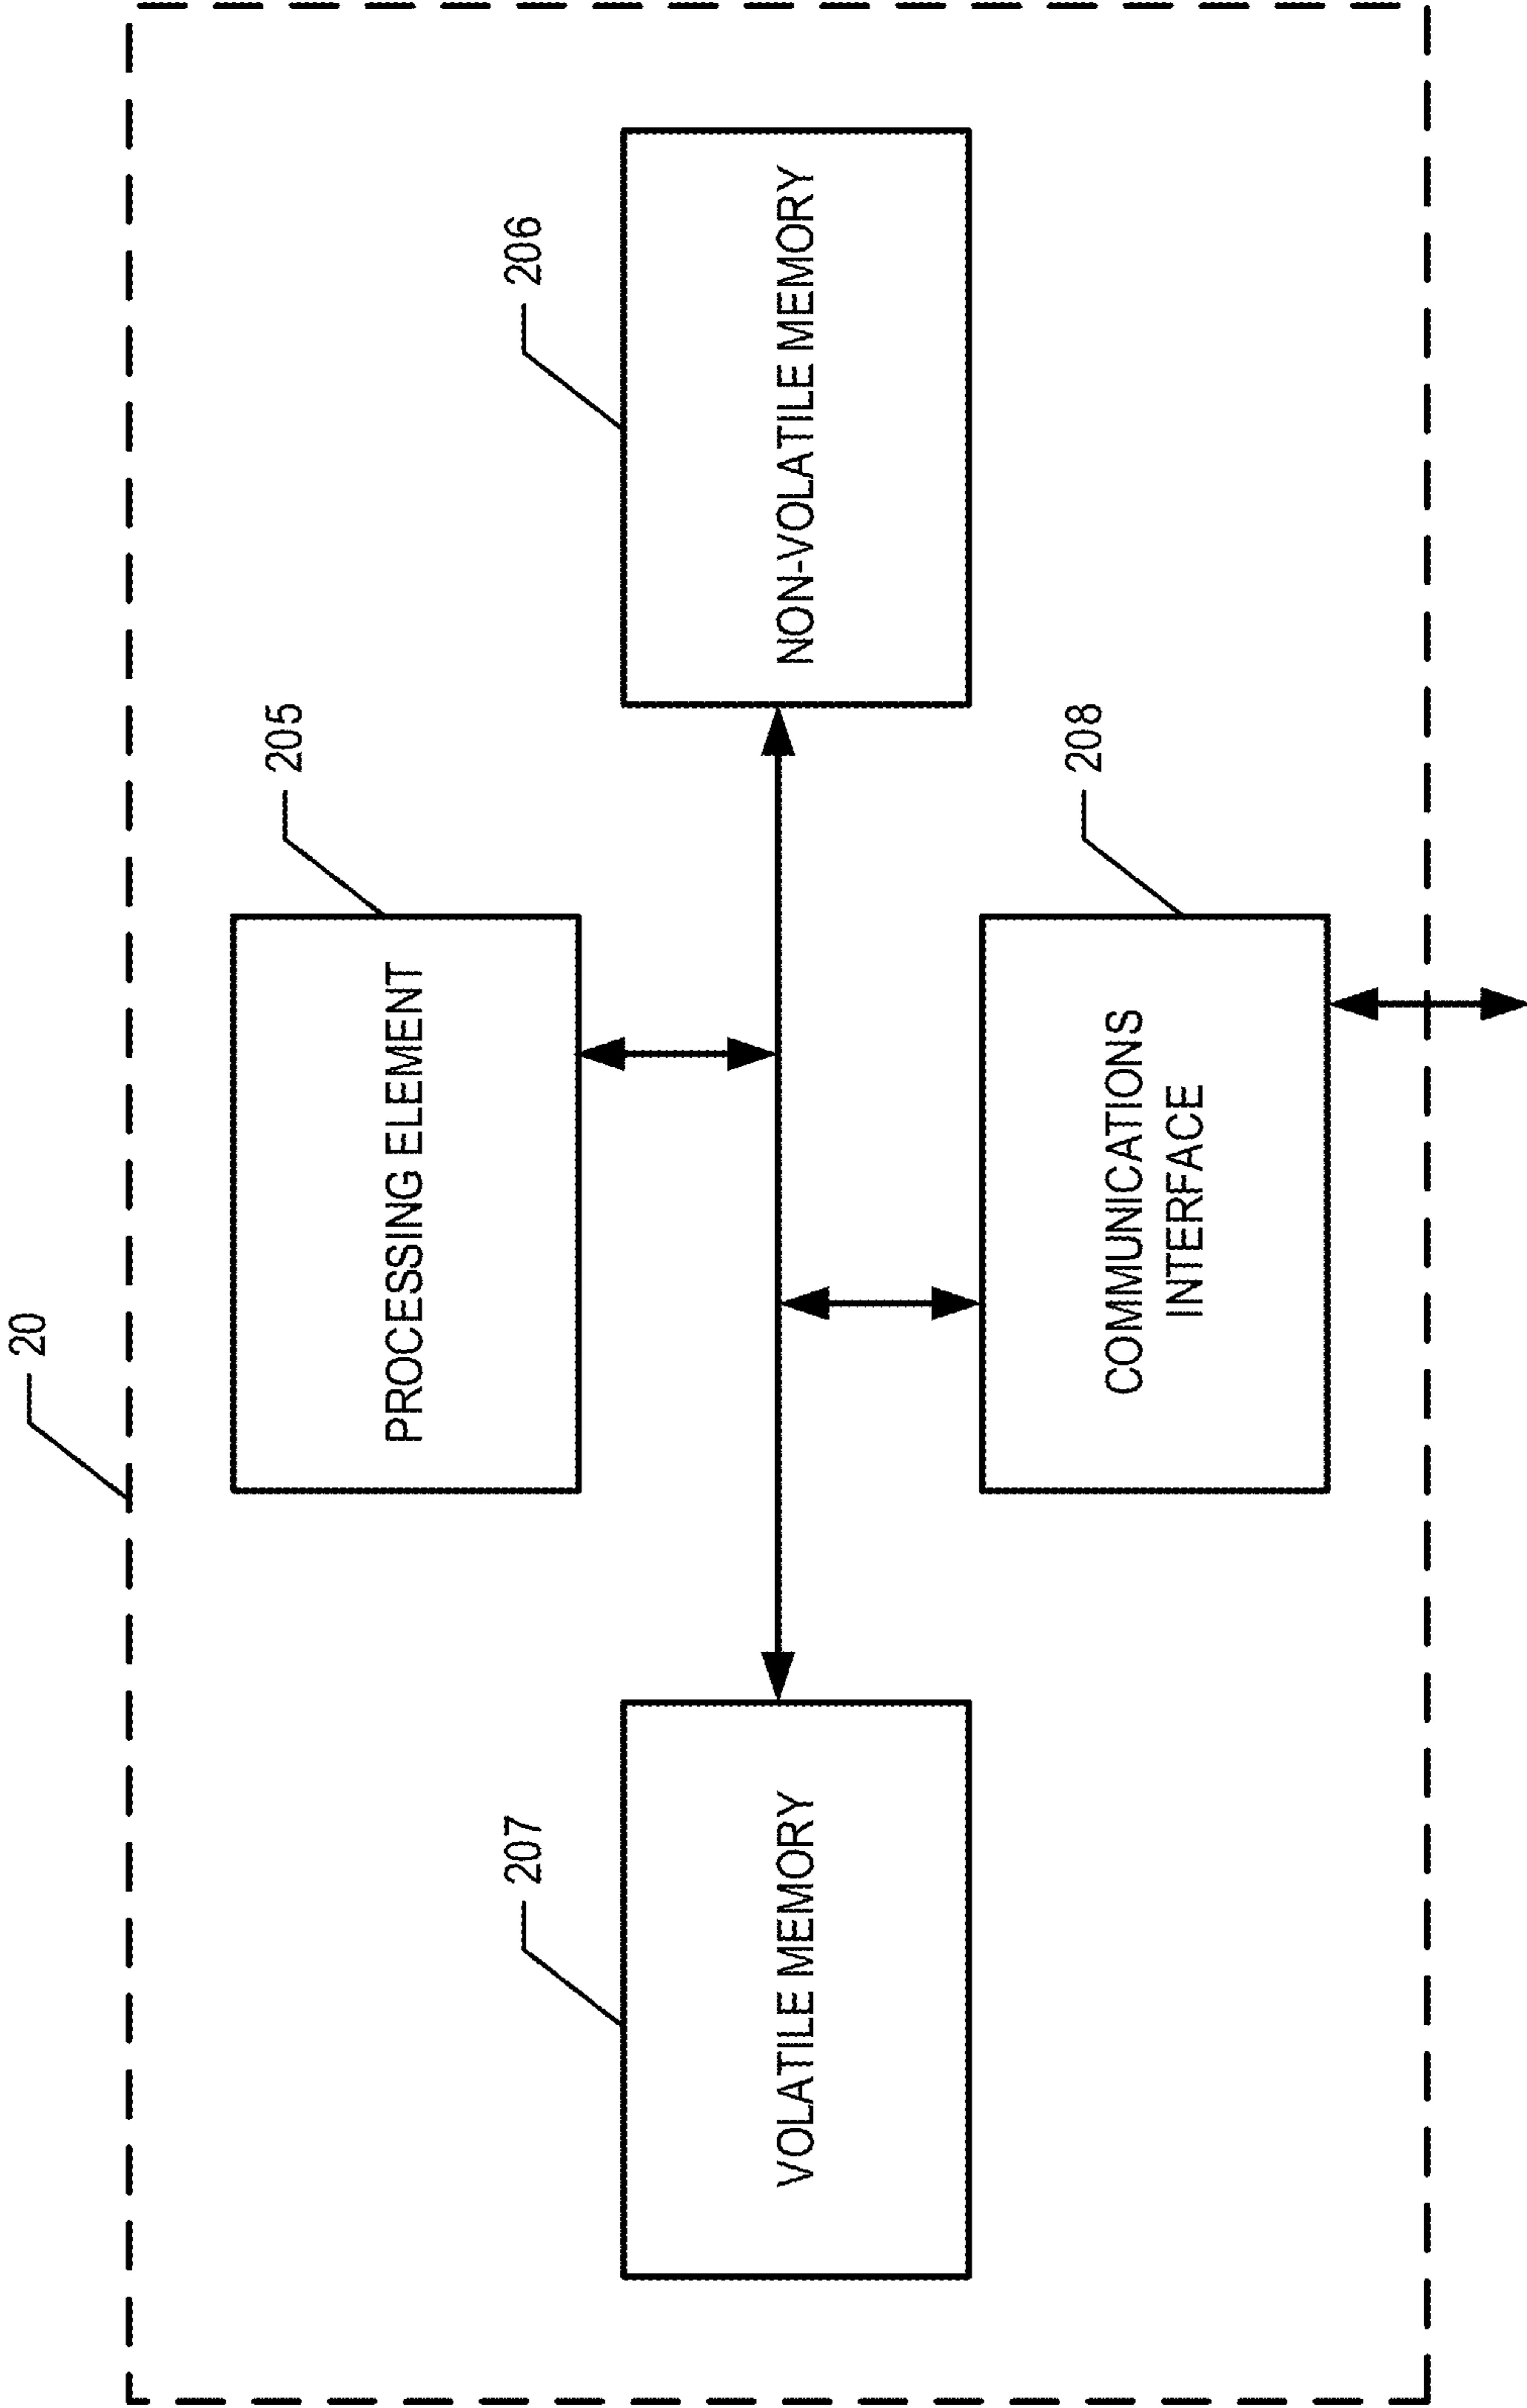 20
205
PROCESSING ELEMENT
207
VOLATILE MEMORY
206
NON-VOLATILE MEMORY
208
COMMUNICATIONS
INTERFACE